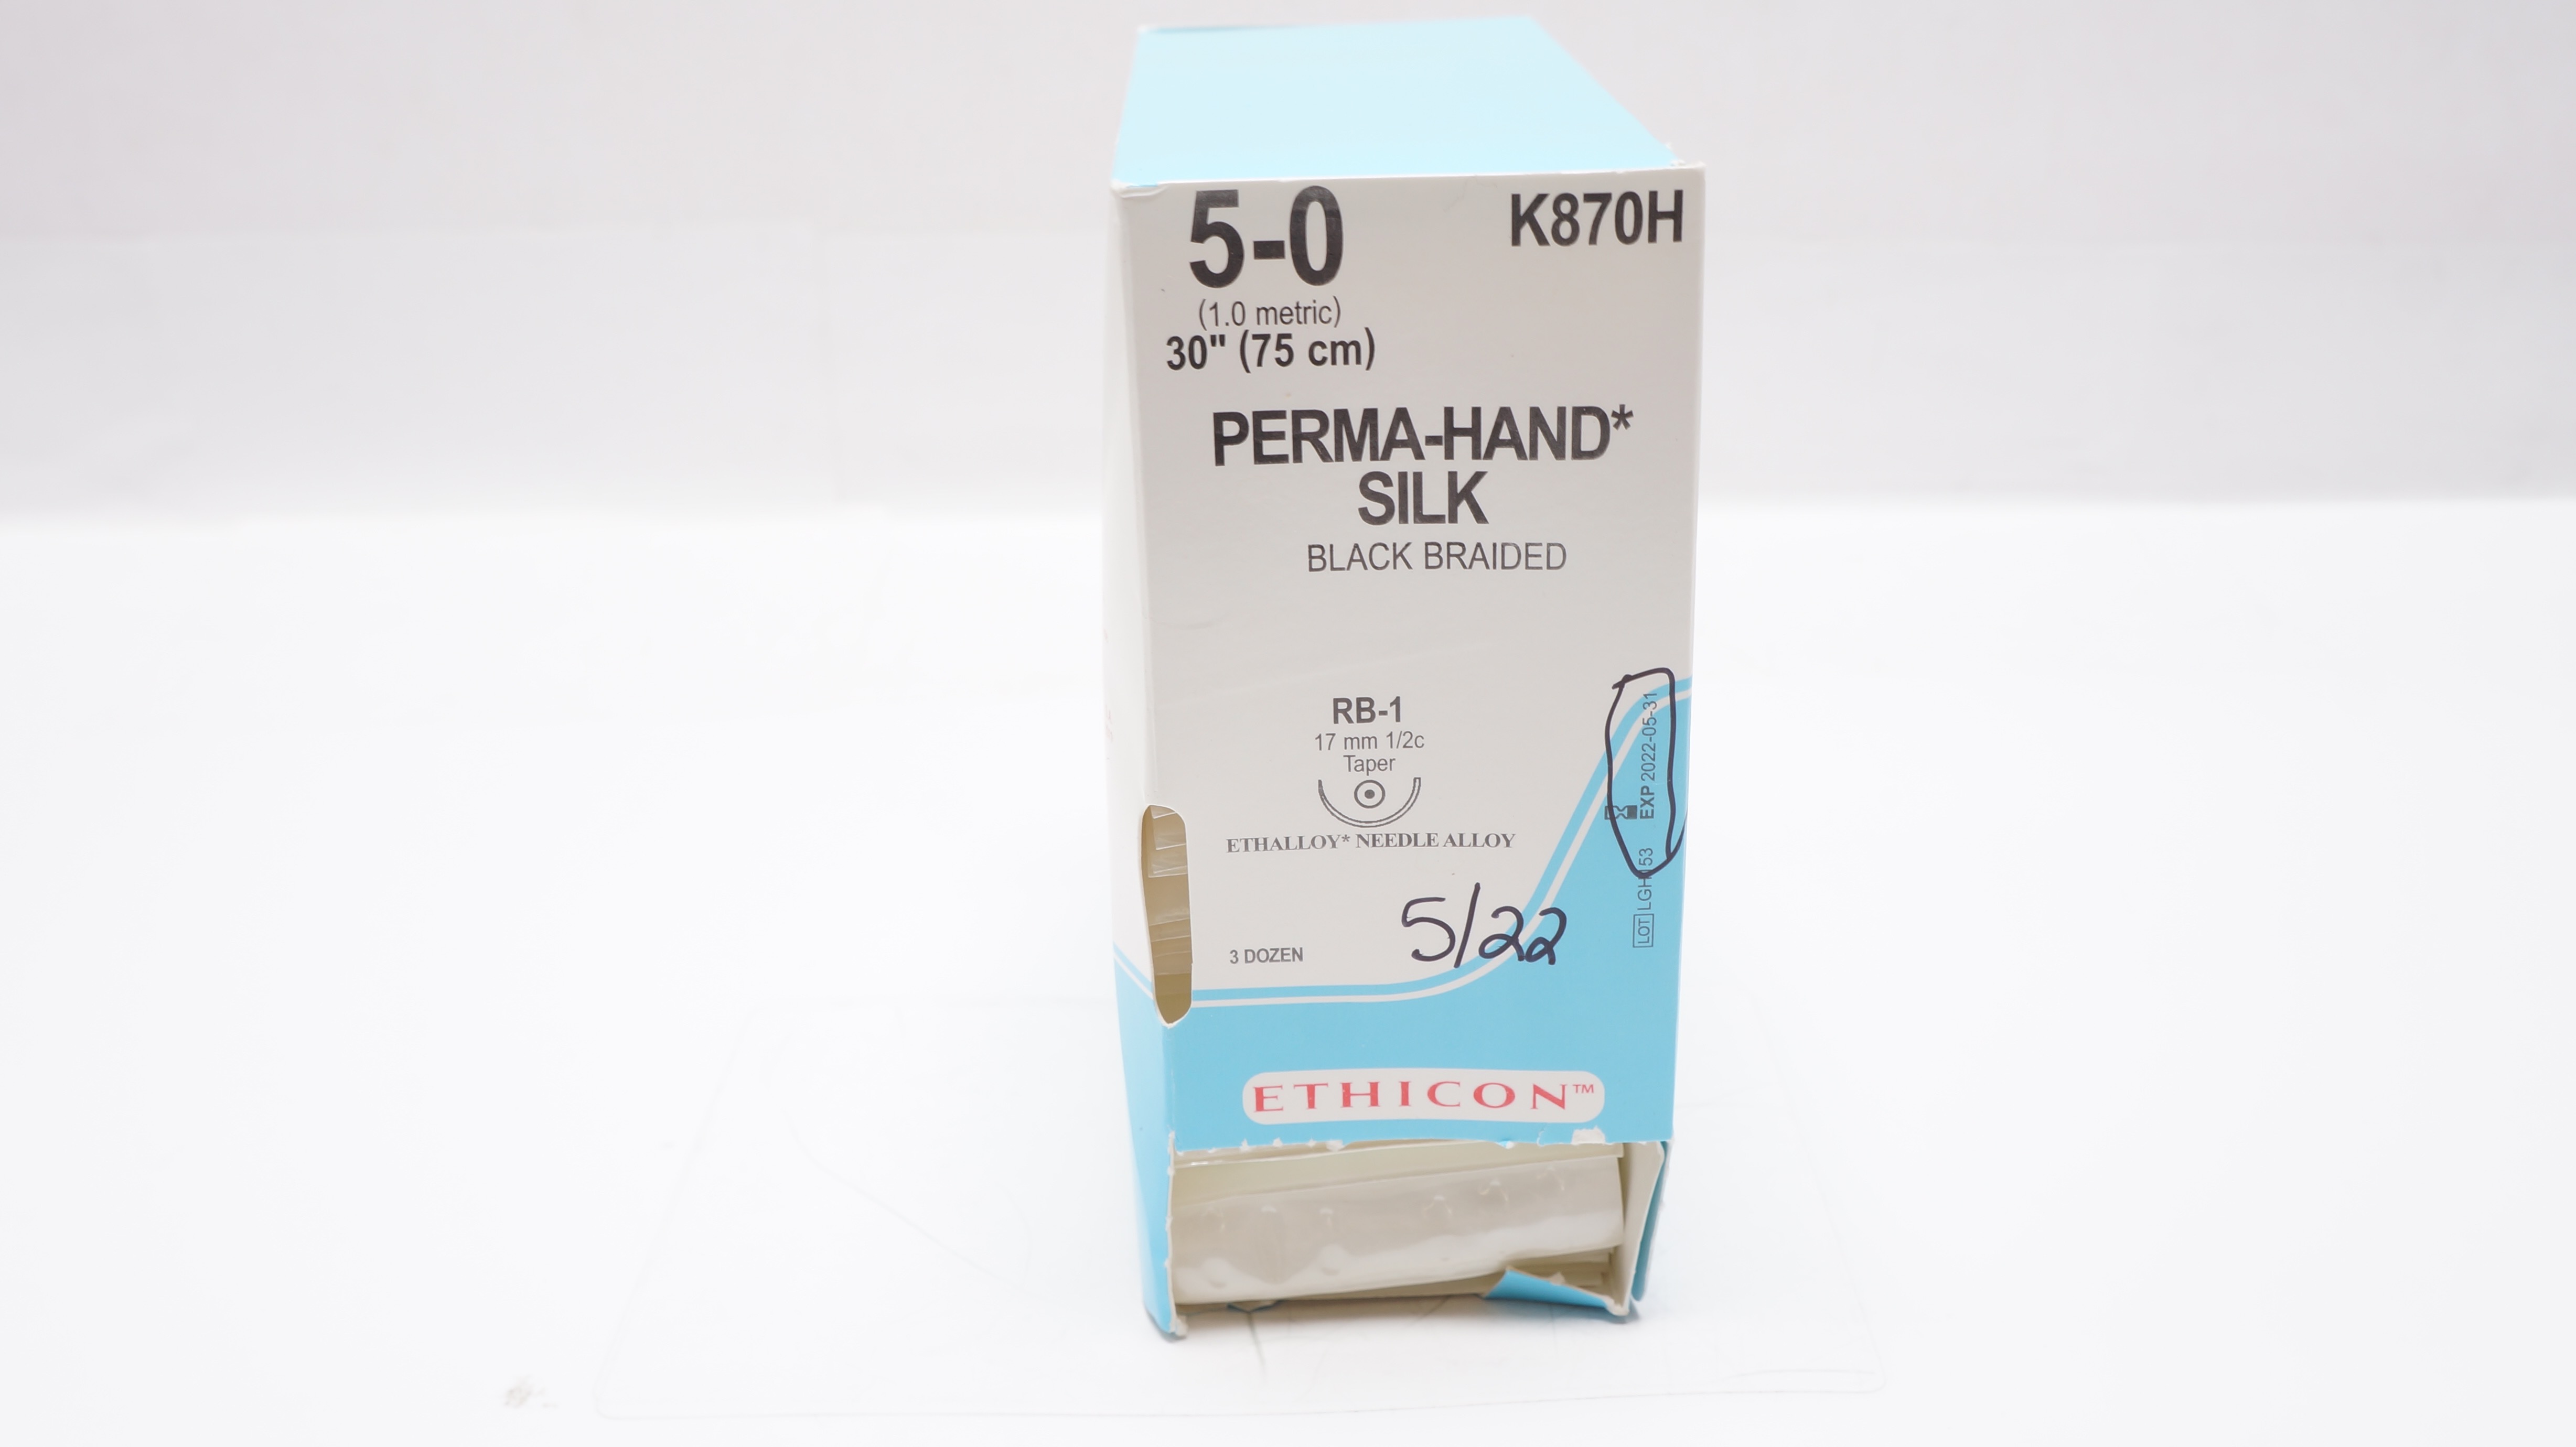 5-0
K870H
(1.0 metric)
30" (75 cm)
PERMA-HAND*
SILK
BLACK BRAIDED
RB-1
17 mm 1/2c
Taper
ETHALLOY* NEEDLE ALLOY
EXP 2022-05-31
LOT
5/22
3 DOZEN
ETHICON™